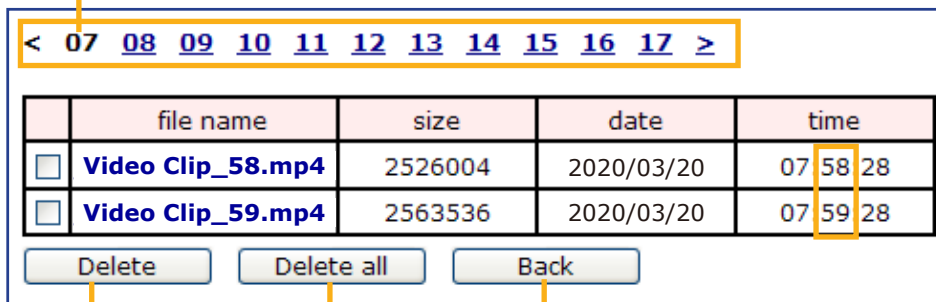 < 07 08 09 10 11 12 13 14 15 16 17 >
file name size date time
Video Clip_58.mp4 2526004 2020/03/20 07:58:28
Video Clip_59.mp4 2563536 2020/03/20 07:59:28
Delete Delete all Back